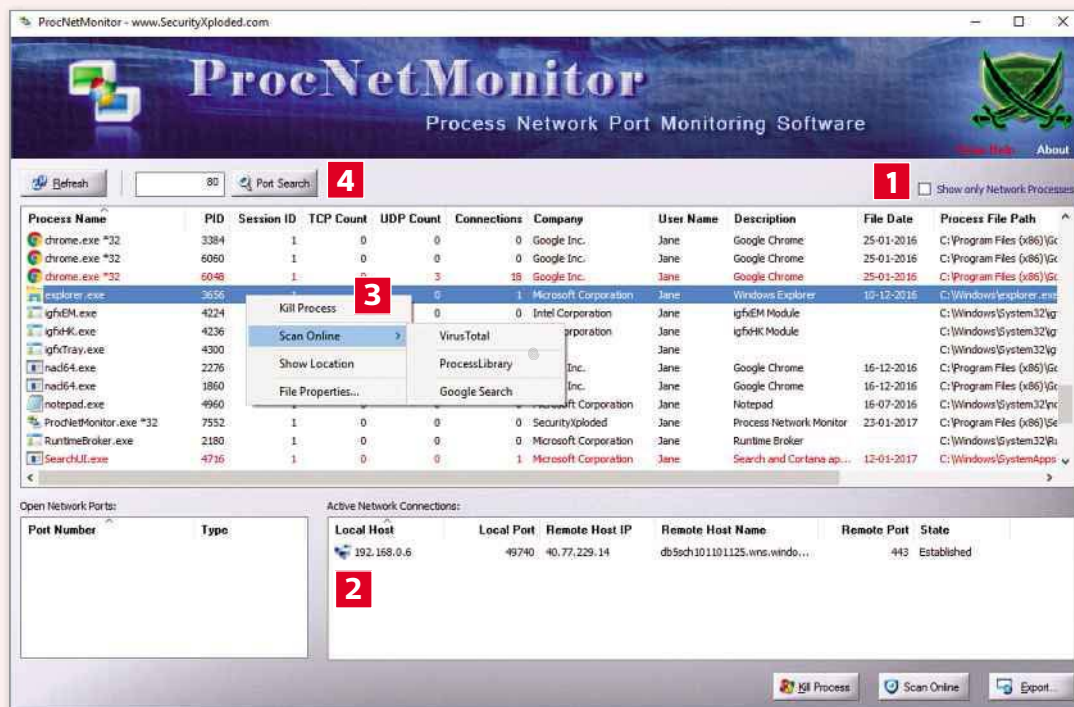 ProcNetMonitor - www.SecurityXploded.com
ProcNetMonitor
Process Network Port Monitoring Software
About
Refresh 80 Port Search 4 1 Show only Network Processes
Process Name PID Session ID TCP Count UDP Count Connections Company User Name Description File Date Process File Path
chrome.exe *32 3384 1 0 0 0 Google Inc. Jane Google Chrome 25-01-2016 C:\Program Files (x86)\Gc
chrome.exe *32 6060 1 0 0 0 Google Inc. Jane Google Chrome 25-01-2016 C:\Program Files (x86)\Gc
chrome.exe *32 6048 1 3 18 Google Inc. Jane Google Chrome 25-01-2016 C:\Program Files (x86)\Gc
explorer.exe 3656 0 1 Microsoft Corporation Jane Windows Explorer 10-12-2016 C:\Windows\explorer.exe
igfxEM.exe 4224 0 0 Intel Corporation Jane igfxEM Module C:\Windows\System32\ig
igfxHK.exe 4236 orporation Jane igfxHK Module C:\Windows\System32\ig
igfxTray.exe 4300 Jane C:\Windows\System32\ig
nacl64.exe 2276 Inc. Jane Google Chrome 16-12-2016 C:\Program Files (x86)\Gc
nacl64.exe 1860 Inc. Jane Google Chrome 16-12-2016 C:\Program Files (x86)\Gc
notepad.exe 4960 Corporation Jane Notepad 16-07-2016 C:\Windows\System32\nc
ProcNetMonitor.exe *32 7552 1 0 0 0 SecurityXploded Jane Process Network Monitor 23-01-2017 C:\Program Files (x86)\Se
RuntimeBroker.exe 2180 1 0 0 0 Microsoft Corporation Jane Runtime Broker C:\Windows\System32\Ru
SearchUI.exe 4716 1 0 0 1 Microsoft Corporation Jane Search and Cortana ap... 12-01-2017 C:\Windows\SystemApps
3
Kill Process
Scan Online
Show Location
File Properties...
VirusTotal
ProcessLibrary
Google Search
Open Network Ports:
Port Number Type
Active Network Connections:
Local Host Local Port Remote Host IP Remote Host Name Remote Port State
192.168.0.6 49740 40.77.229.14 db5sch101101125.wns.windo... 443 Established
2
Kill Process Scan Online Export...